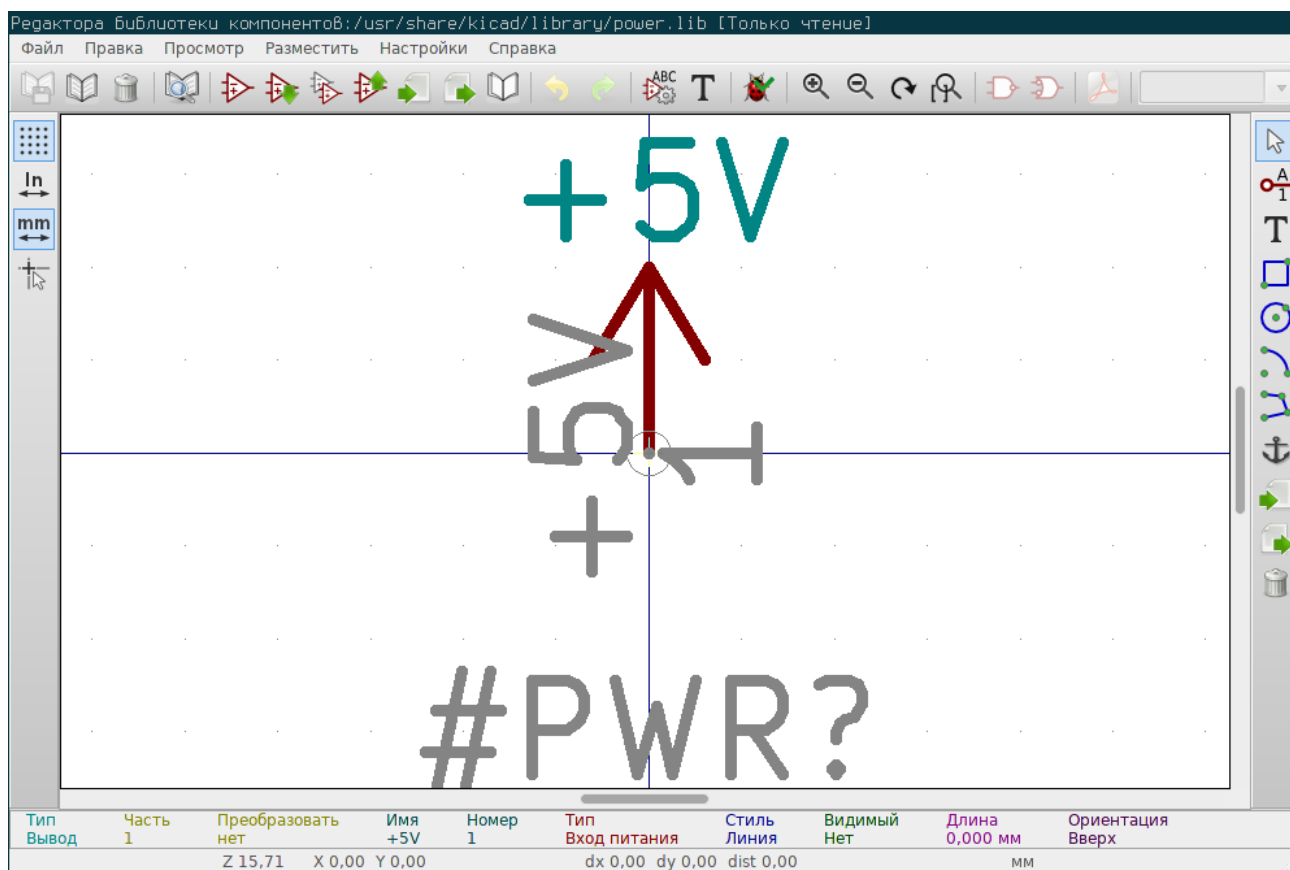 Редактора библиотеки компонентов:/usr/share/kicad/library/power.lib [Только чтение]
Файл Правка Просмотр Разместить Настройки Справка
ABC T
In
mm
A
1
T
+5V
+5V
1
#PWR?
Тип Часть Преобразовать Имя Номер Тип Стиль Видимый Длина Ориентация
Вывод 1 нет +5V 1 Вход питания Линия Нет 0,000 мм Вверх
Z 15,71 X 0,00 Y 0,00 dx 0,00 dy 0,00 dist 0,00 мм